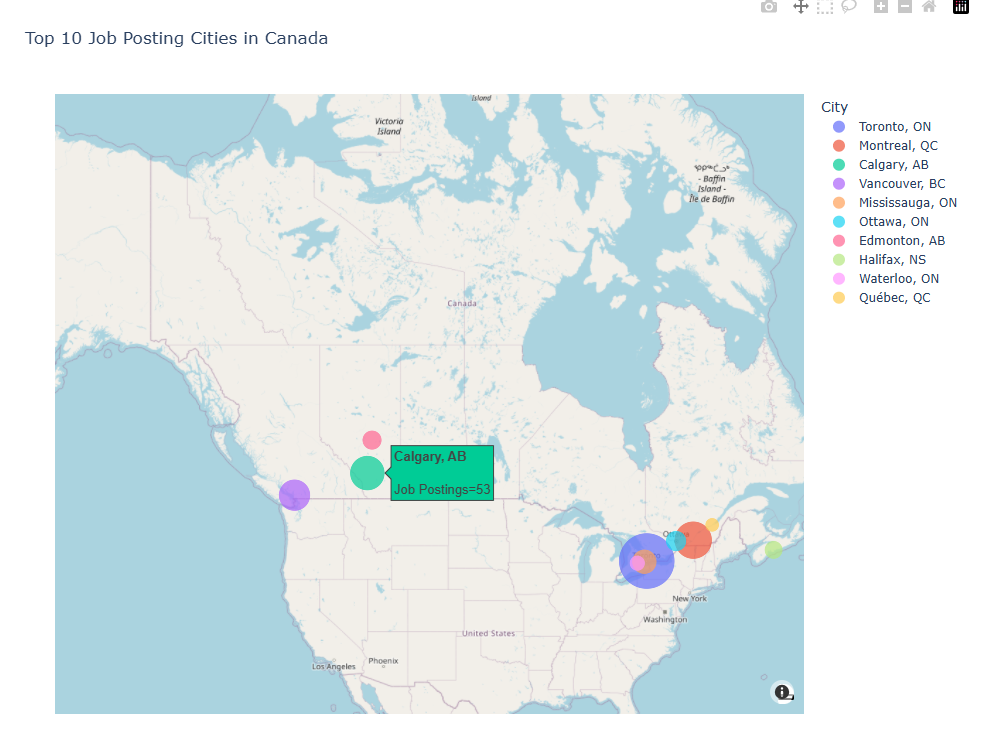 Top 10 Job Posting Cities in Canada
Island
Victoria
Island
- Baffin
Island -
Île de Baffin
Canada
Calgary, AB
Job Postings=53
New York
Washington
United States
Los Angeles
Phoenix
City
Toronto, ON
Montreal, QC
Calgary, AB
Vancouver, BC
Mississauga, ON
Ottawa, ON
Edmonton, AB
Halifax, NS
Waterloo, ON
Québec, QC